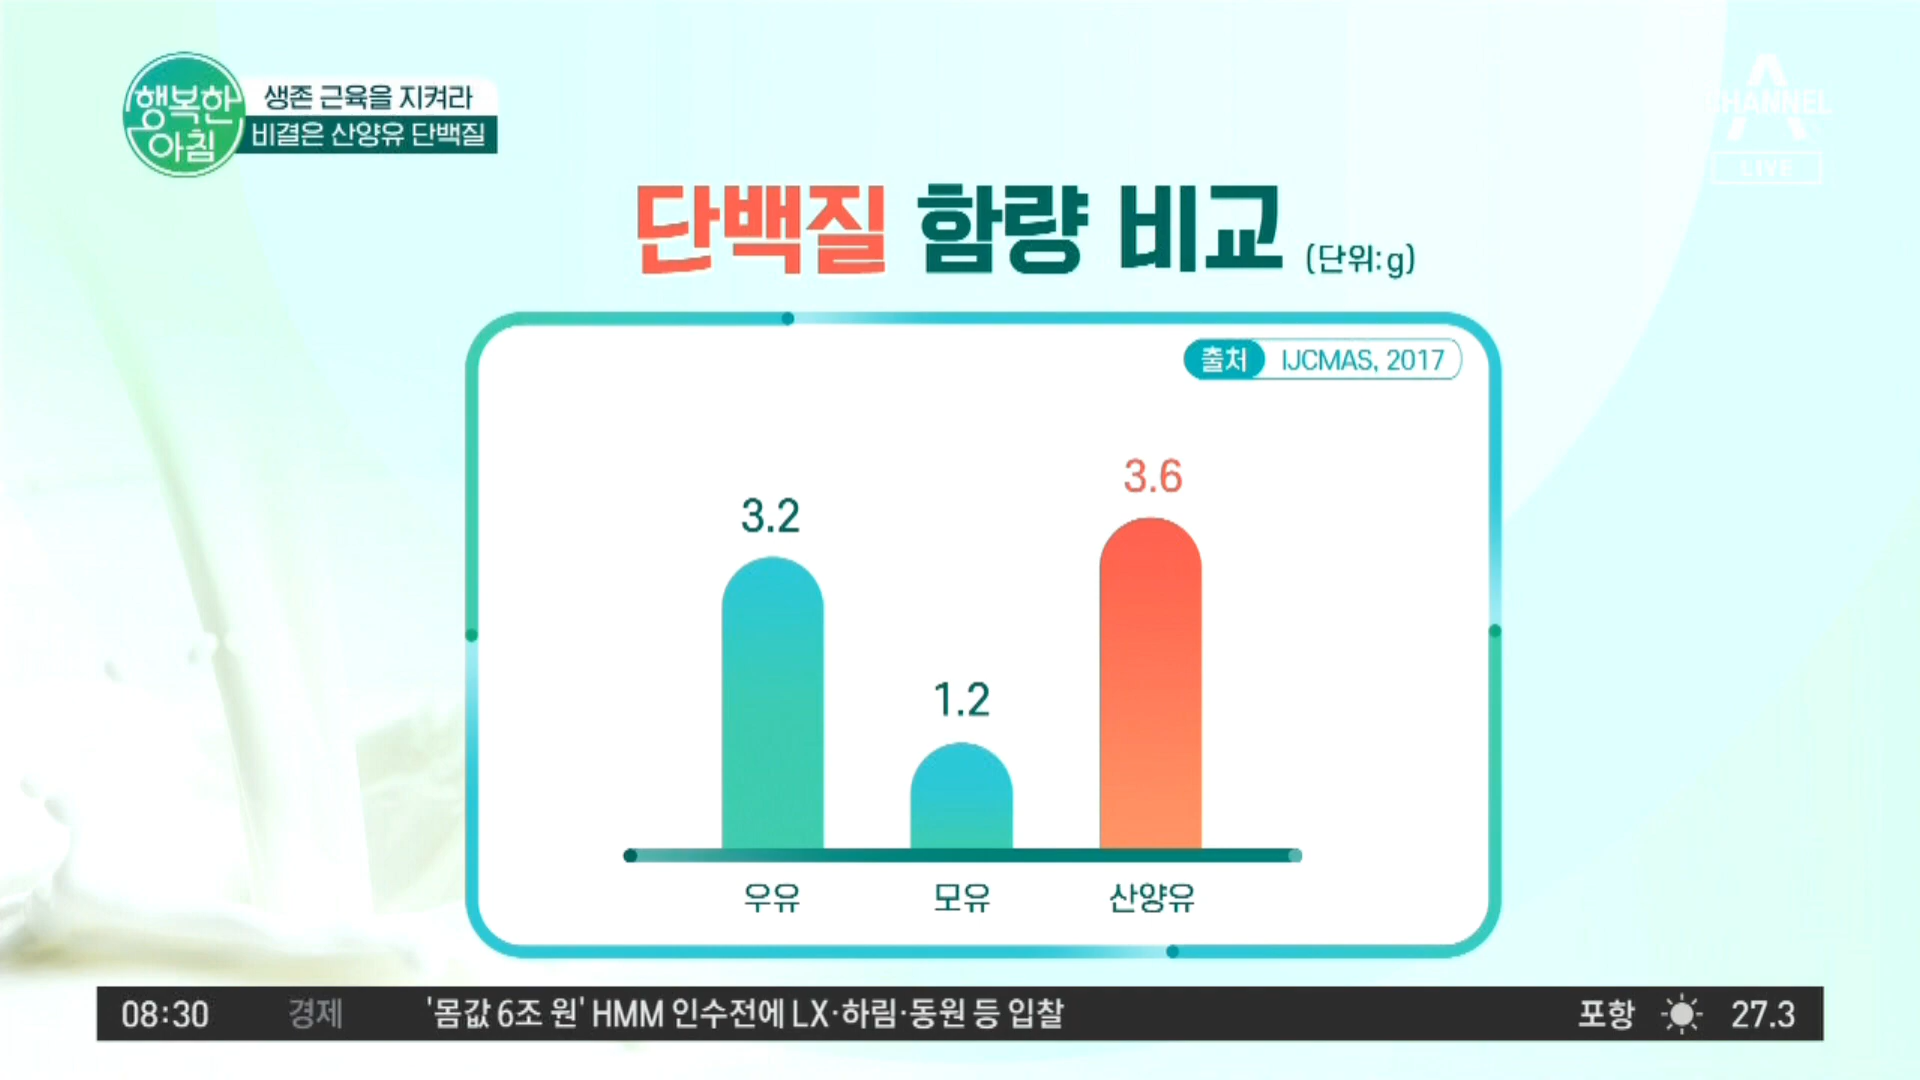 행복한
아침
생존 근육을 지켜라
비결은 산양유 단백질
CHANNEL A
LIVE
단백질 함량 비교 (단위:g)
출처 IJCMAS, 2017
3.2
1.2
3.6
우유
모유
산양유
08:30 경제 '몸값 6조 원' HMM 인수전에 LX·하림·동원 등 입찰 포항 27.3